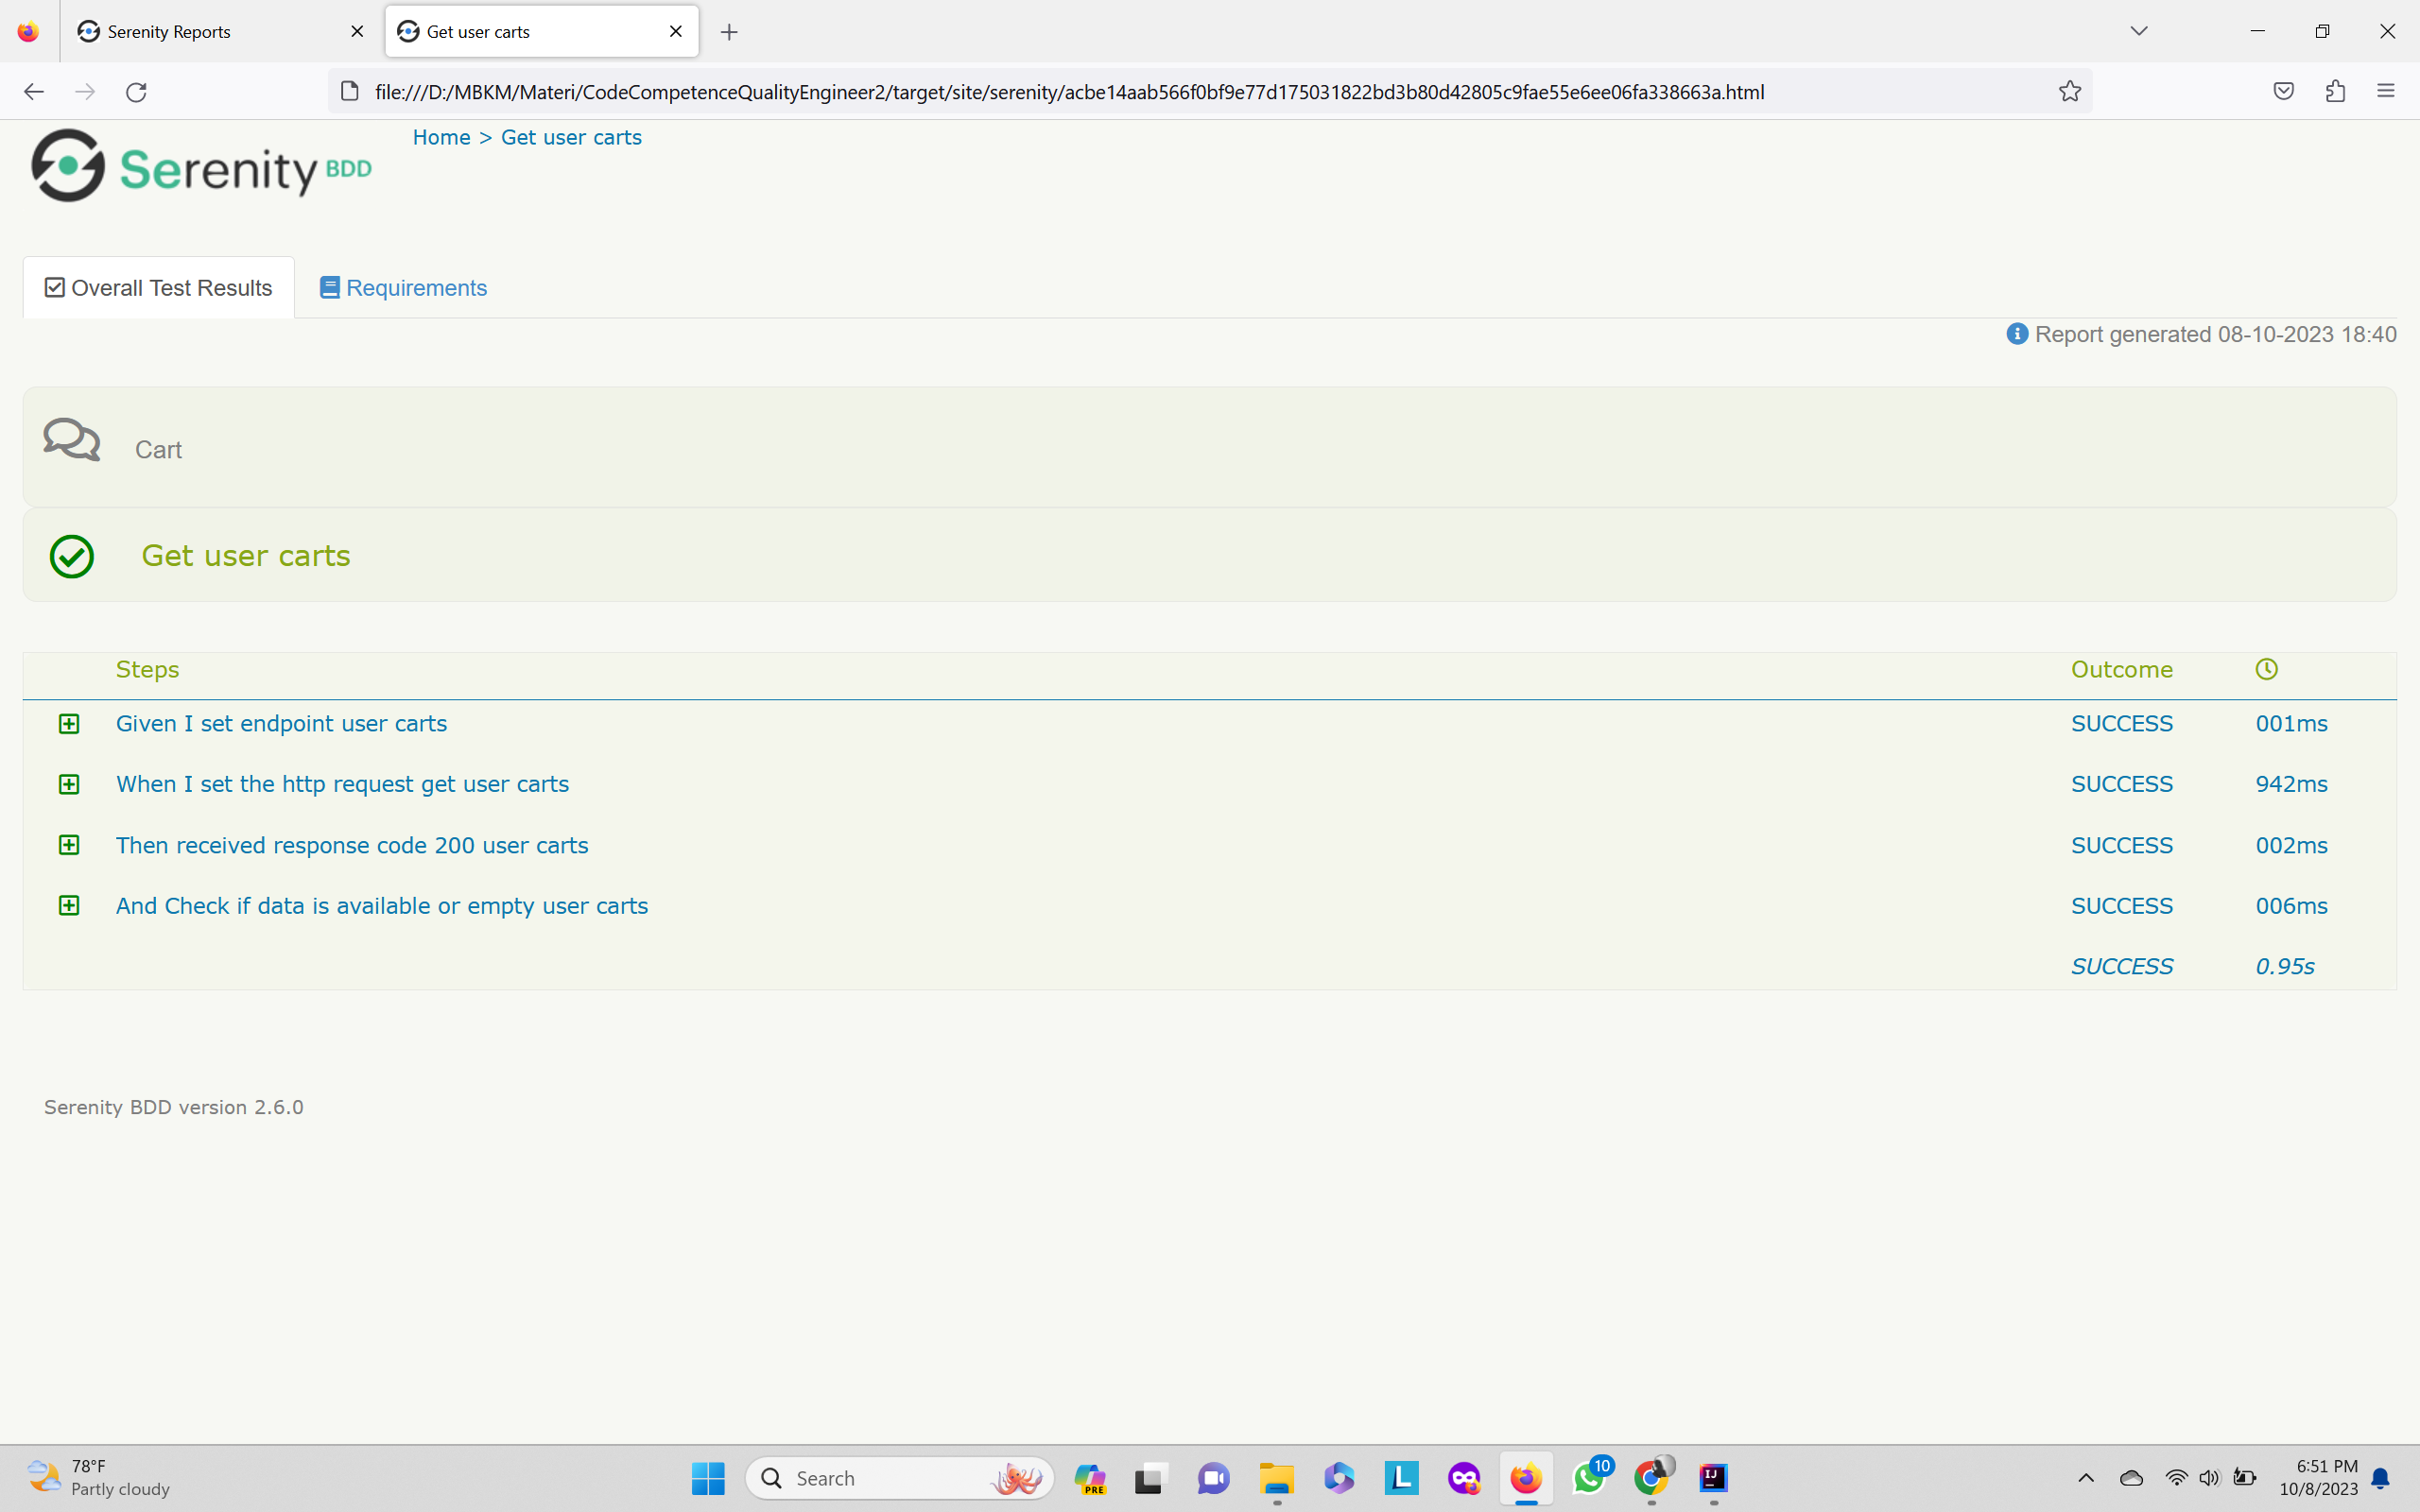 Serenity Reports
Get user carts
file:///D:/MBKM/Materi/CodeCompetenceQualityEngineer2/target/site/serenity/acbe14aab566f0bf9e77d175031822bd3b80d42805c9fae55e6ee06fa338663a.html
Serenity BDD
Home > Get user carts
Overall Test Results
Requirements
Report generated 08-10-2023 18:40
Cart
Get user carts
Steps Outcome
Given I set endpoint user carts SUCCESS 001ms
When I set the http request get user carts SUCCESS 942ms
Then received response code 200 user carts SUCCESS 002ms
And Check if data is available or empty user carts SUCCESS 006ms
SUCCESS 0.95s
Serenity BDD version 2.6.0
78°F
Partly cloudy
Search
PRE
L
10
IJ
6:51 PM
10/8/2023